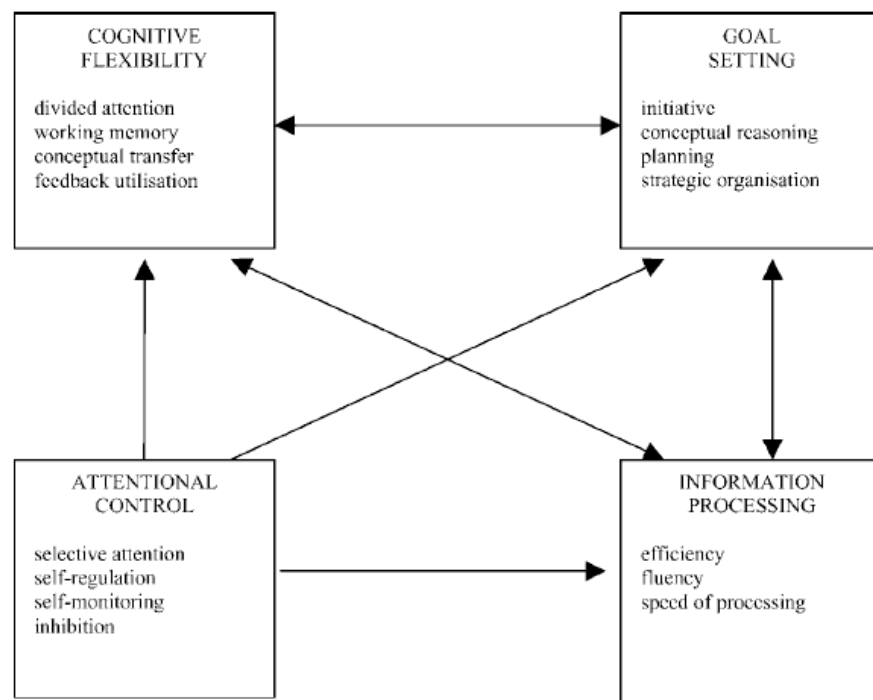 COGNITIVE
FLEXIBILITY
divided attention
working memory
conceptual transfer
feedback utilisation
GOAL
SETTING
initiative
conceptual reasoning
planning
strategic organisation
ATTENTIONAL
CONTROL
selective attention
self-regulation
self-monitoring
inhibition
INFORMATION
PROCESSING
efficiency
fluency
speed of processing